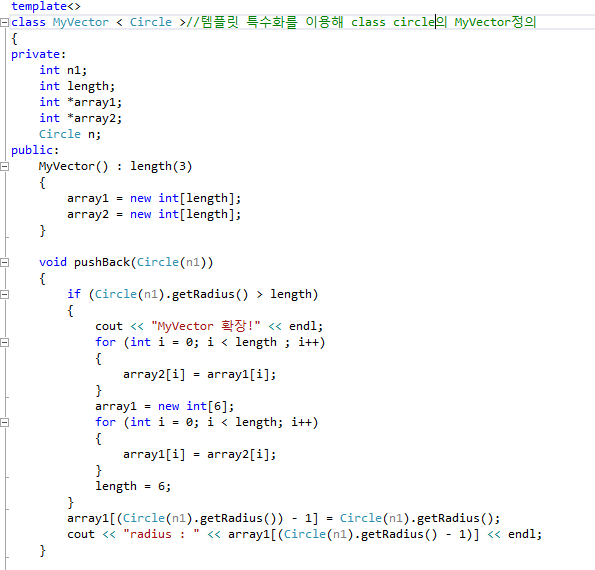 template<>
class MyVector < Circle >//템플릿 특수화를 이용해 class circle의 MyVector정의
{
private:
    int n1;
    int length;
    int *array1;
    int *array2;
    Circle n;
public:
    MyVector() : length(3)
    {
        array1 = new int[length];
        array2 = new int[length];
    }

    void pushBack(Circle(n1))
    {
        if (Circle(n1).getRadius() > length)
        {
            cout << "MyVector 확장!" << endl;
            for (int i = 0; i < length ; i++)
            {
                array2[i] = array1[i];
            }
            array1 = new int[6];
            for (int i = 0; i < length; i++)
            {
                array1[i] = array2[i];
            }
            length = 6;
        }
        array1[(Circle(n1).getRadius()) - 1] = Circle(n1).getRadius();
        cout << "radius : " << array1[(Circle(n1).getRadius() - 1)] << endl;
    }